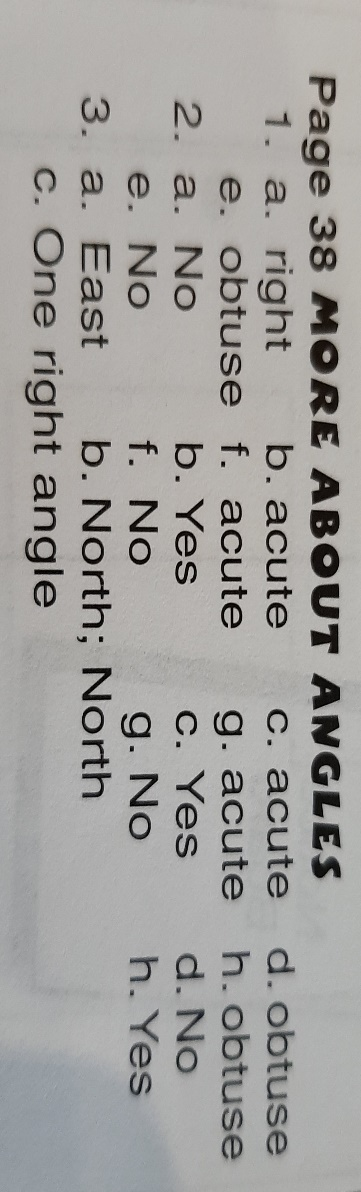 Page 38 MORE ABOUT ANGLES
1. a. right b. acute c. acute d. obtuse
e. obtuse f. acute g. acute h. obtuse
2. a. No b. Yes c. Yes d. No
e. No f. No g. No h. Yes
3. a. East b. North; North
c. One right angle